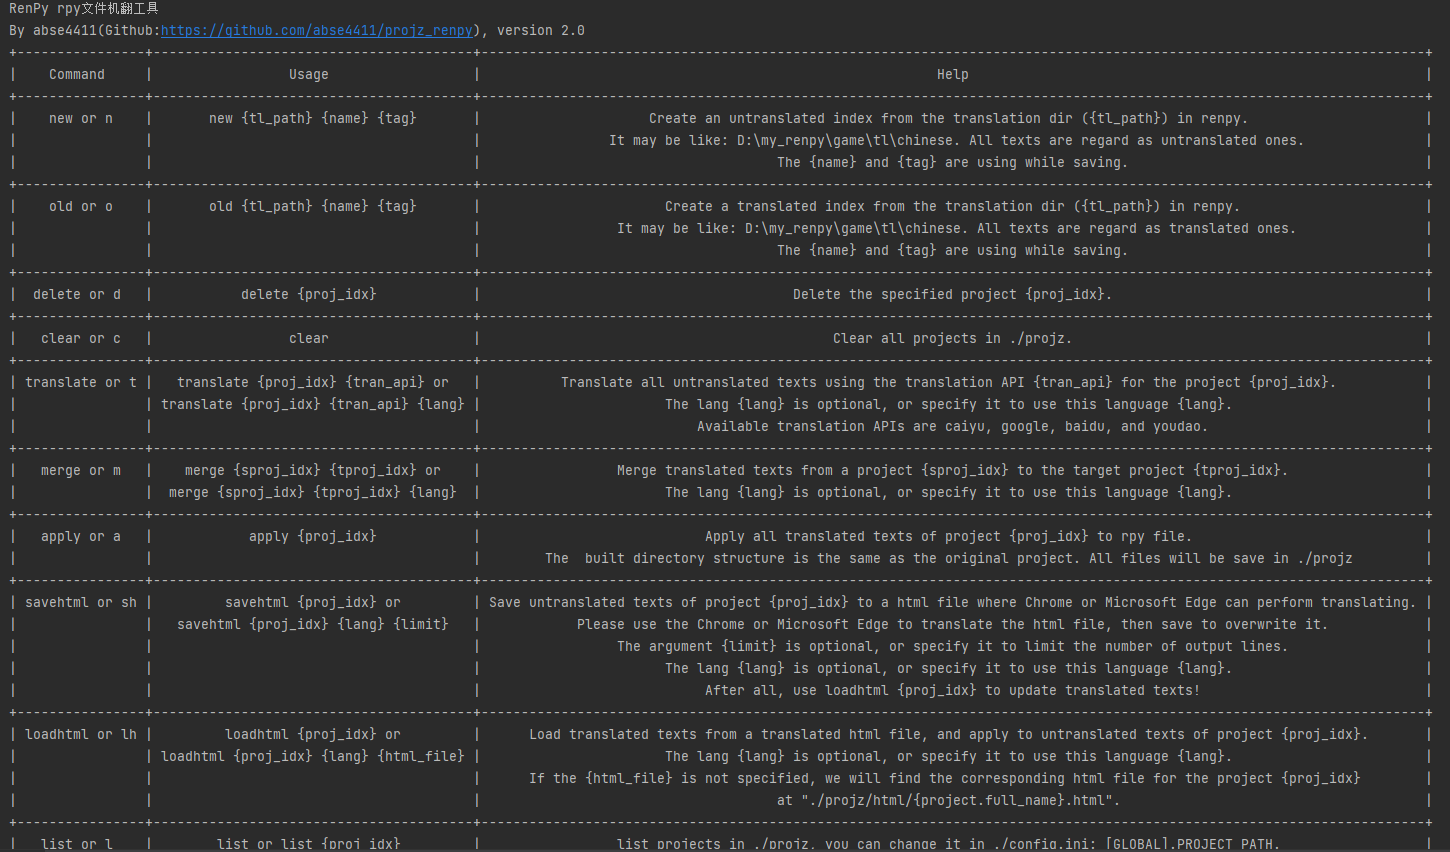 RenPy rpy文件机翻工具
By abse4411(Github:https://github.com/abse4411/projz_renpy), version 2.0
Command Usage Help
new or n new {tl_path} {name} {tag} Create an untranslated index from the translation dir ({tl_path}) in renpy.
It may be like: D:\my_renpy\game\tl\chinese. All texts are regard as untranslated ones.
The {name} and {tag} are using while saving.
old or o old {tl_path} {name} {tag} Create a translated index from the translation dir ({tl_path}) in renpy.
It may be like: D:\my_renpy\game\tl\chinese. All texts are regard as translated ones.
The {name} and {tag} are using while saving.
delete or d delete {proj_idx} Delete the specified project {proj_idx}.
clear or c clear Clear all projects in ./projz.
translate or t translate {proj_idx} {tran_api} or Translate all untranslated texts using the translation API {tran_api} for the project {proj_idx}.
translate {proj_idx} {tran_api} {lang} The lang {lang} is optional, or specify it to use this language {lang}.
Available translation APIs are caiyu, google, baidu, and youdao.
merge or m merge {sproj_idx} {tproj_idx} or Merge translated texts from a project {sproj_idx} to the target project {tproj_idx}.
merge {sproj_idx} {tproj_idx} {lang} The lang {lang} is optional, or specify it to use this language {lang}.
apply or a apply {proj_idx} Apply all translated texts of project {proj_idx} to rpy file.
The  built directory structure is the same as the original project. All files will be save in ./projz
savehtml or sh savehtml {proj_idx} or Save untranslated texts of project {proj_idx} to a html file where Chrome or Microsoft Edge can perform translating.
savehtml {proj_idx} {lang} {limit} Please use the Chrome or Microsoft Edge to translate the html file, then save to overwrite it.
The argument {limit} is optional, or specify it to limit the number of output lines.
The lang {lang} is optional, or specify it to use this language {lang}.
After all, use loadhtml {proj_idx} to update translated texts!
loadhtml or lh loadhtml {proj_idx} or Load translated texts from a translated html file, and apply to untranslated texts of project {proj_idx}.
loadhtml {proj_idx} {lang} {html_file} The lang {lang} is optional, or specify it to use this language {lang}.
If the {html_file} is not specified, we will find the corresponding html file for the project {proj_idx}
at "./projz/html/{project.full_name}.html".
list or l list or list {proj_idx} list projects in ./projz, you can change it in ./config.ini: [GLOBAL].PROJECT_PATH.